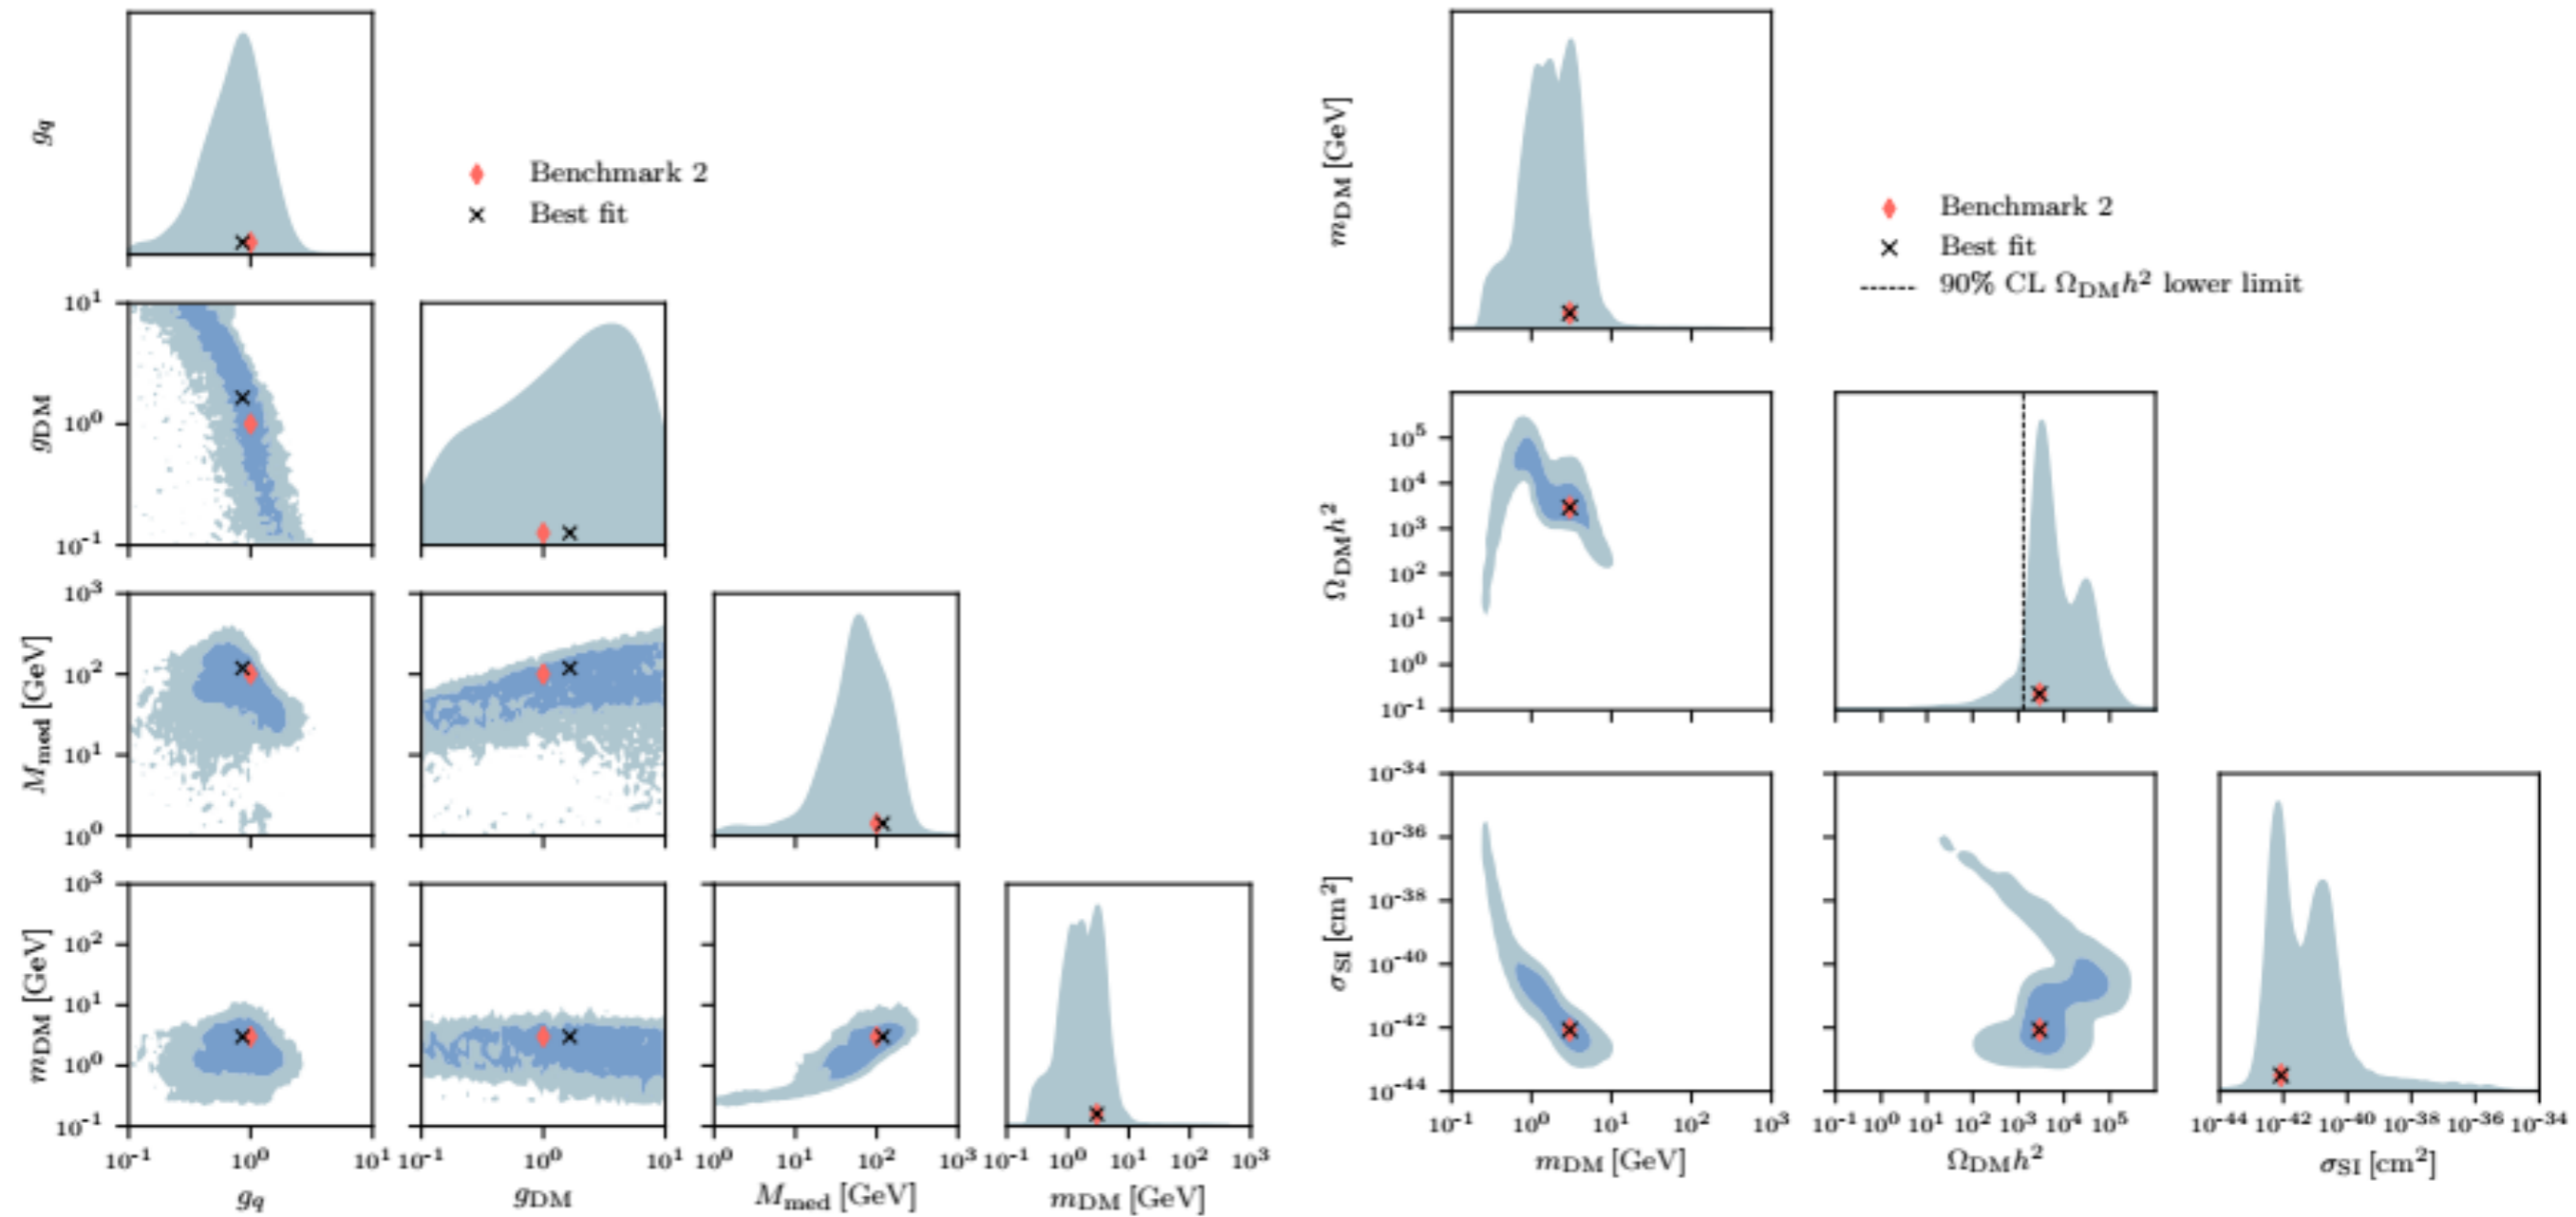 g_q
Benchmark 2
Best fit
g_DM
10^1
10^0
10^-1
M_med [GeV]
10^3
10^2
10^1
10^0
m_DM [GeV]
10^3
10^2
10^1
10^0
10^-1
10^-1 10^0 10^1
10^-1 10^0 10^1
10^0 10^1 10^2 10^3
10^-1 10^0 10^1 10^2 10^3
g_q g_DM M_med [GeV] m_DM [GeV]
m_DM [GeV]
Benchmark 2
Best fit
90% CL Ω_DM h^2 lower limit
Ω_DM h^2
10^5
10^4
10^3
10^2
10^1
10^0
10^-1
σ_SI [cm^2]
10^-34
10^-36
10^-38
10^-40
10^-42
10^-44
10^-1 10^0 10^1 10^2 10^3
10^-1 10^0 10^1 10^2 10^3 10^4 10^5
10^-44 10^-42 10^-40 10^-38 10^-36 10^-34
m_DM [GeV] Ω_DM h^2 σ_SI [cm^2]